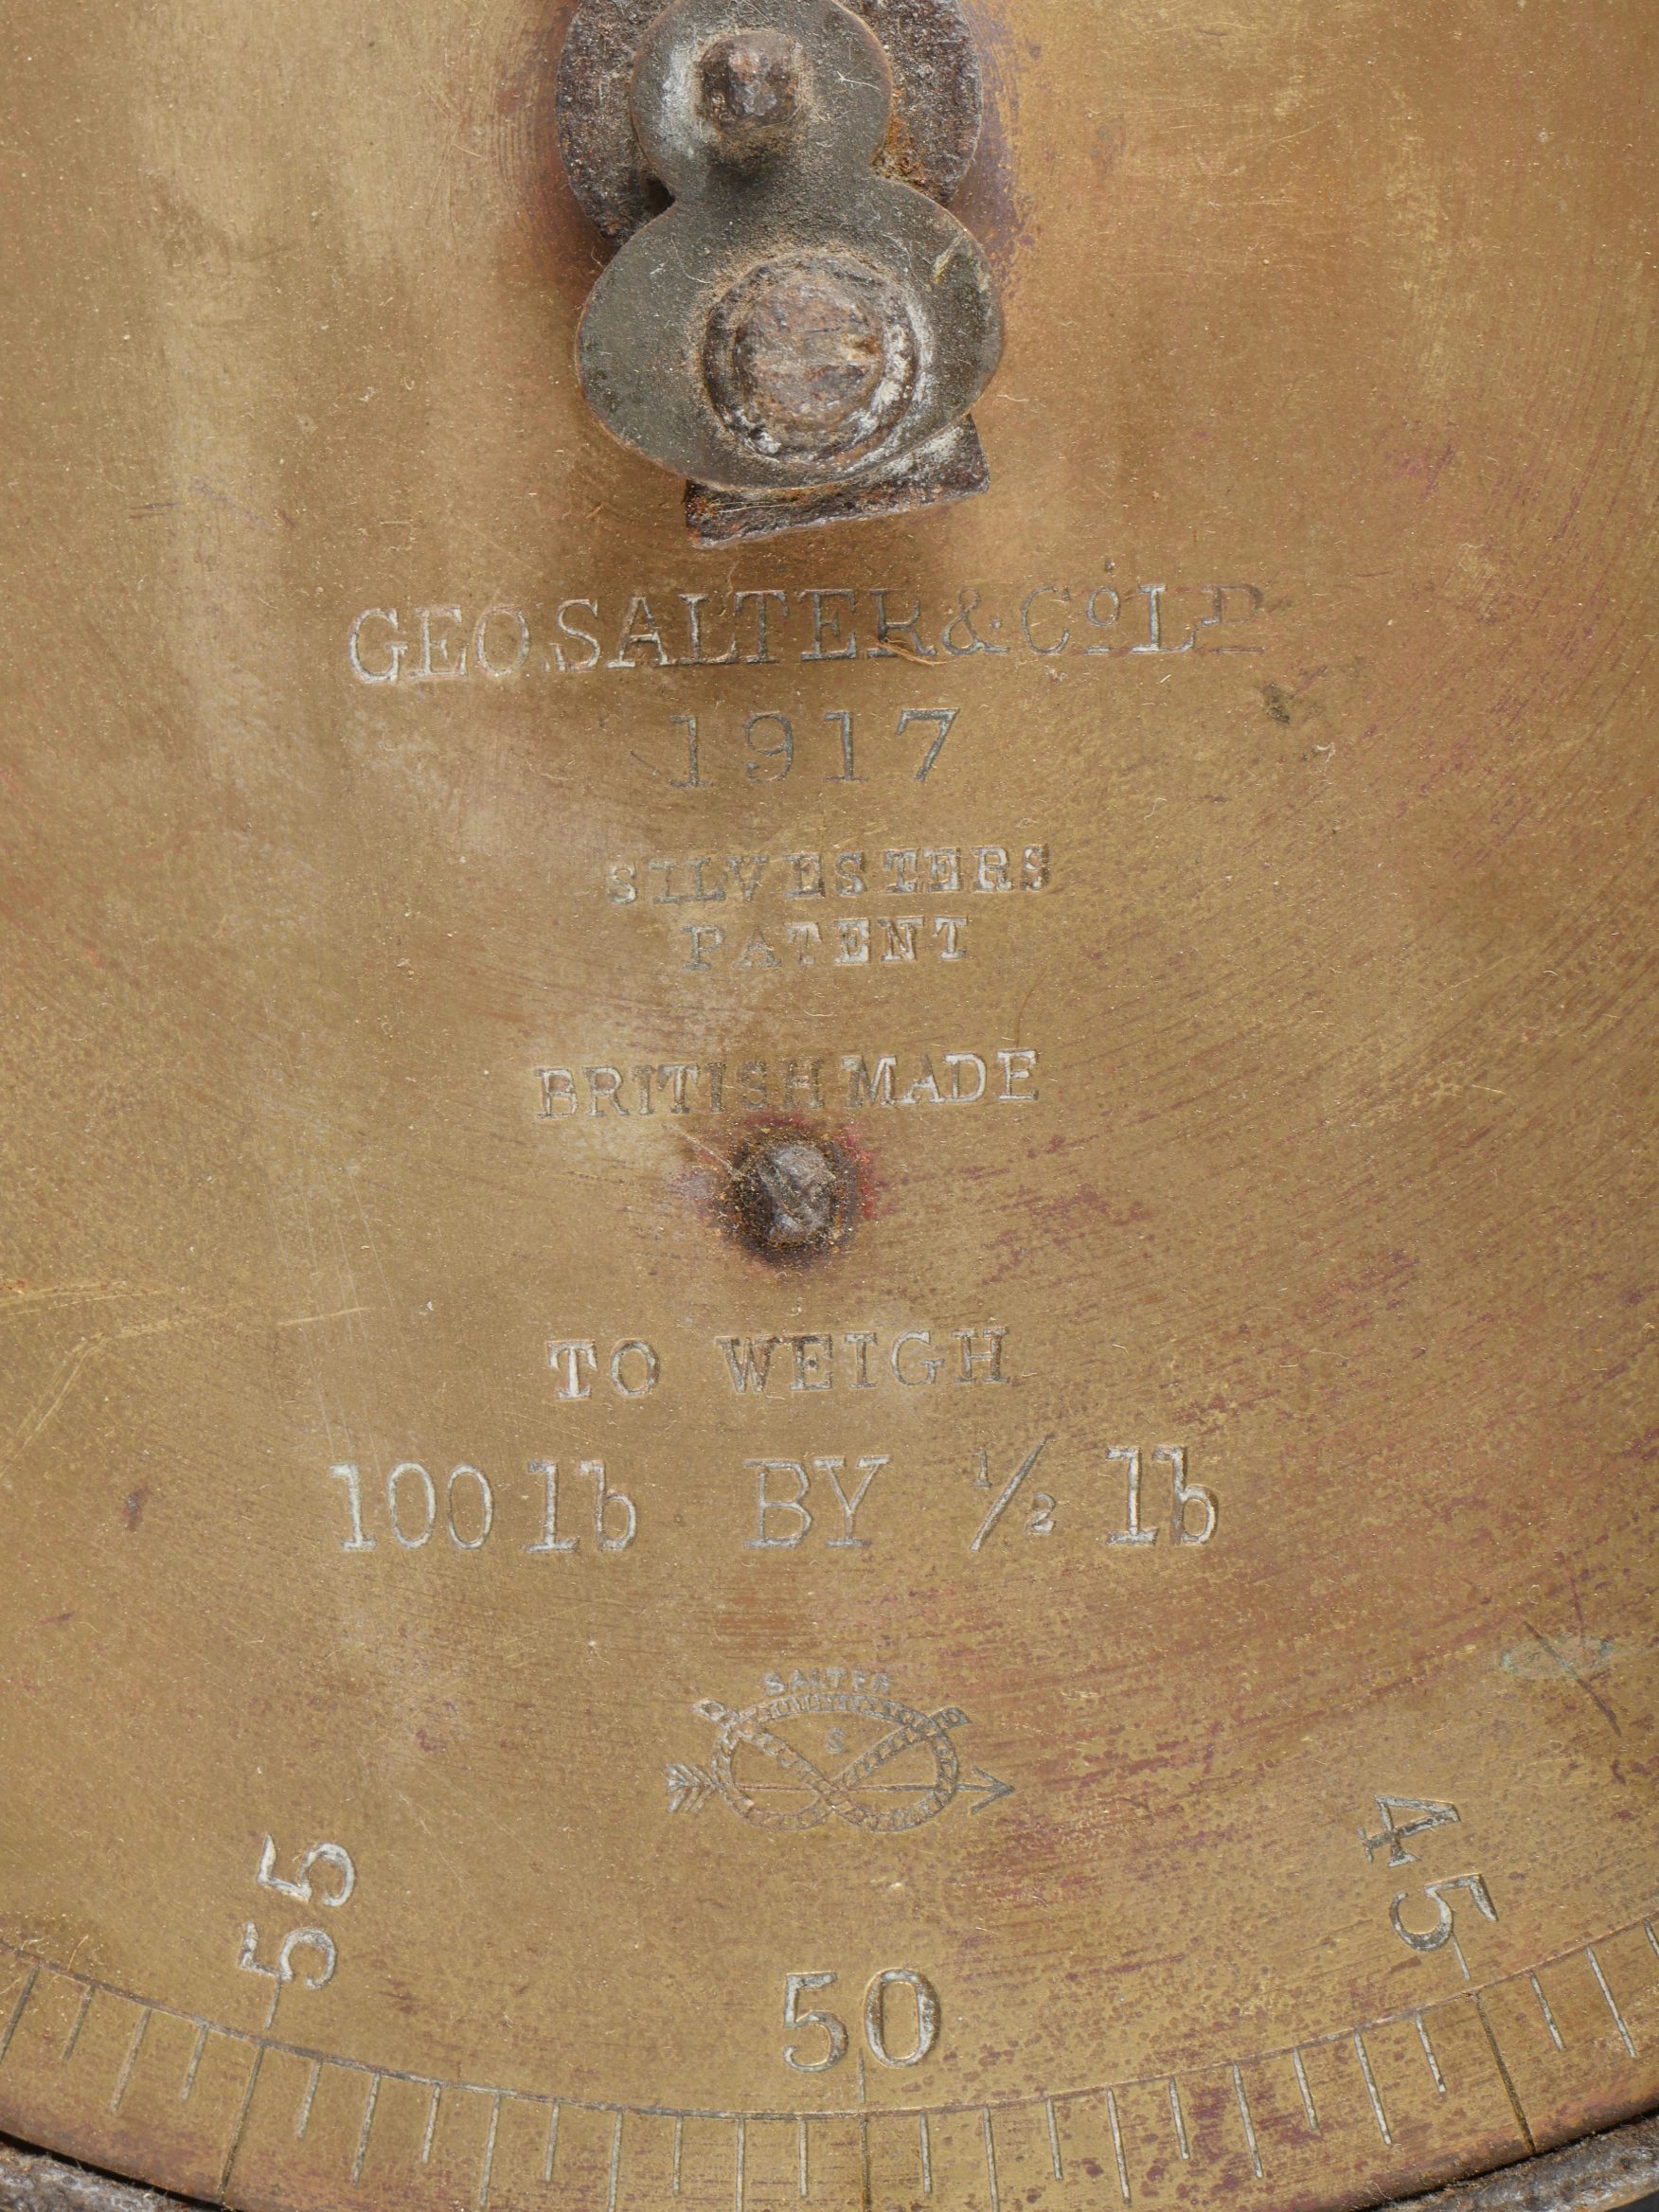 GEO.SALTER & Cº Lᴰ
1917
SILVESTERS
PATENT
BRITISH MADE
TO WEIGH
100 lb BY ½ lb
SALTER
S
55 50 45